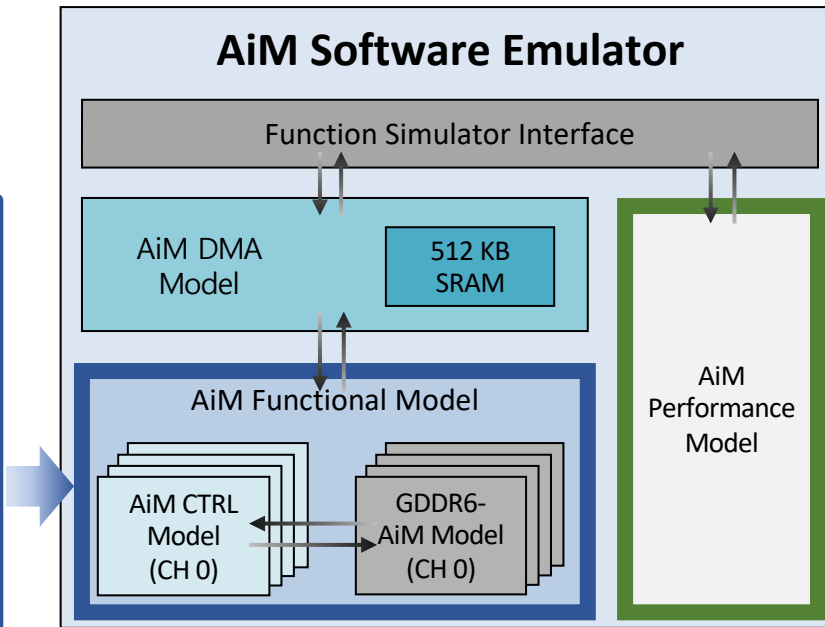 AiM Software Emulator
Function Simulator Interface
AiM DMA
Model
512 KB
SRAM
AiM Functional Model
AiM CTRL
Model
(CH 0)
GDDR6-
AiM Model
(CH 0)
AiM
Performance
Model